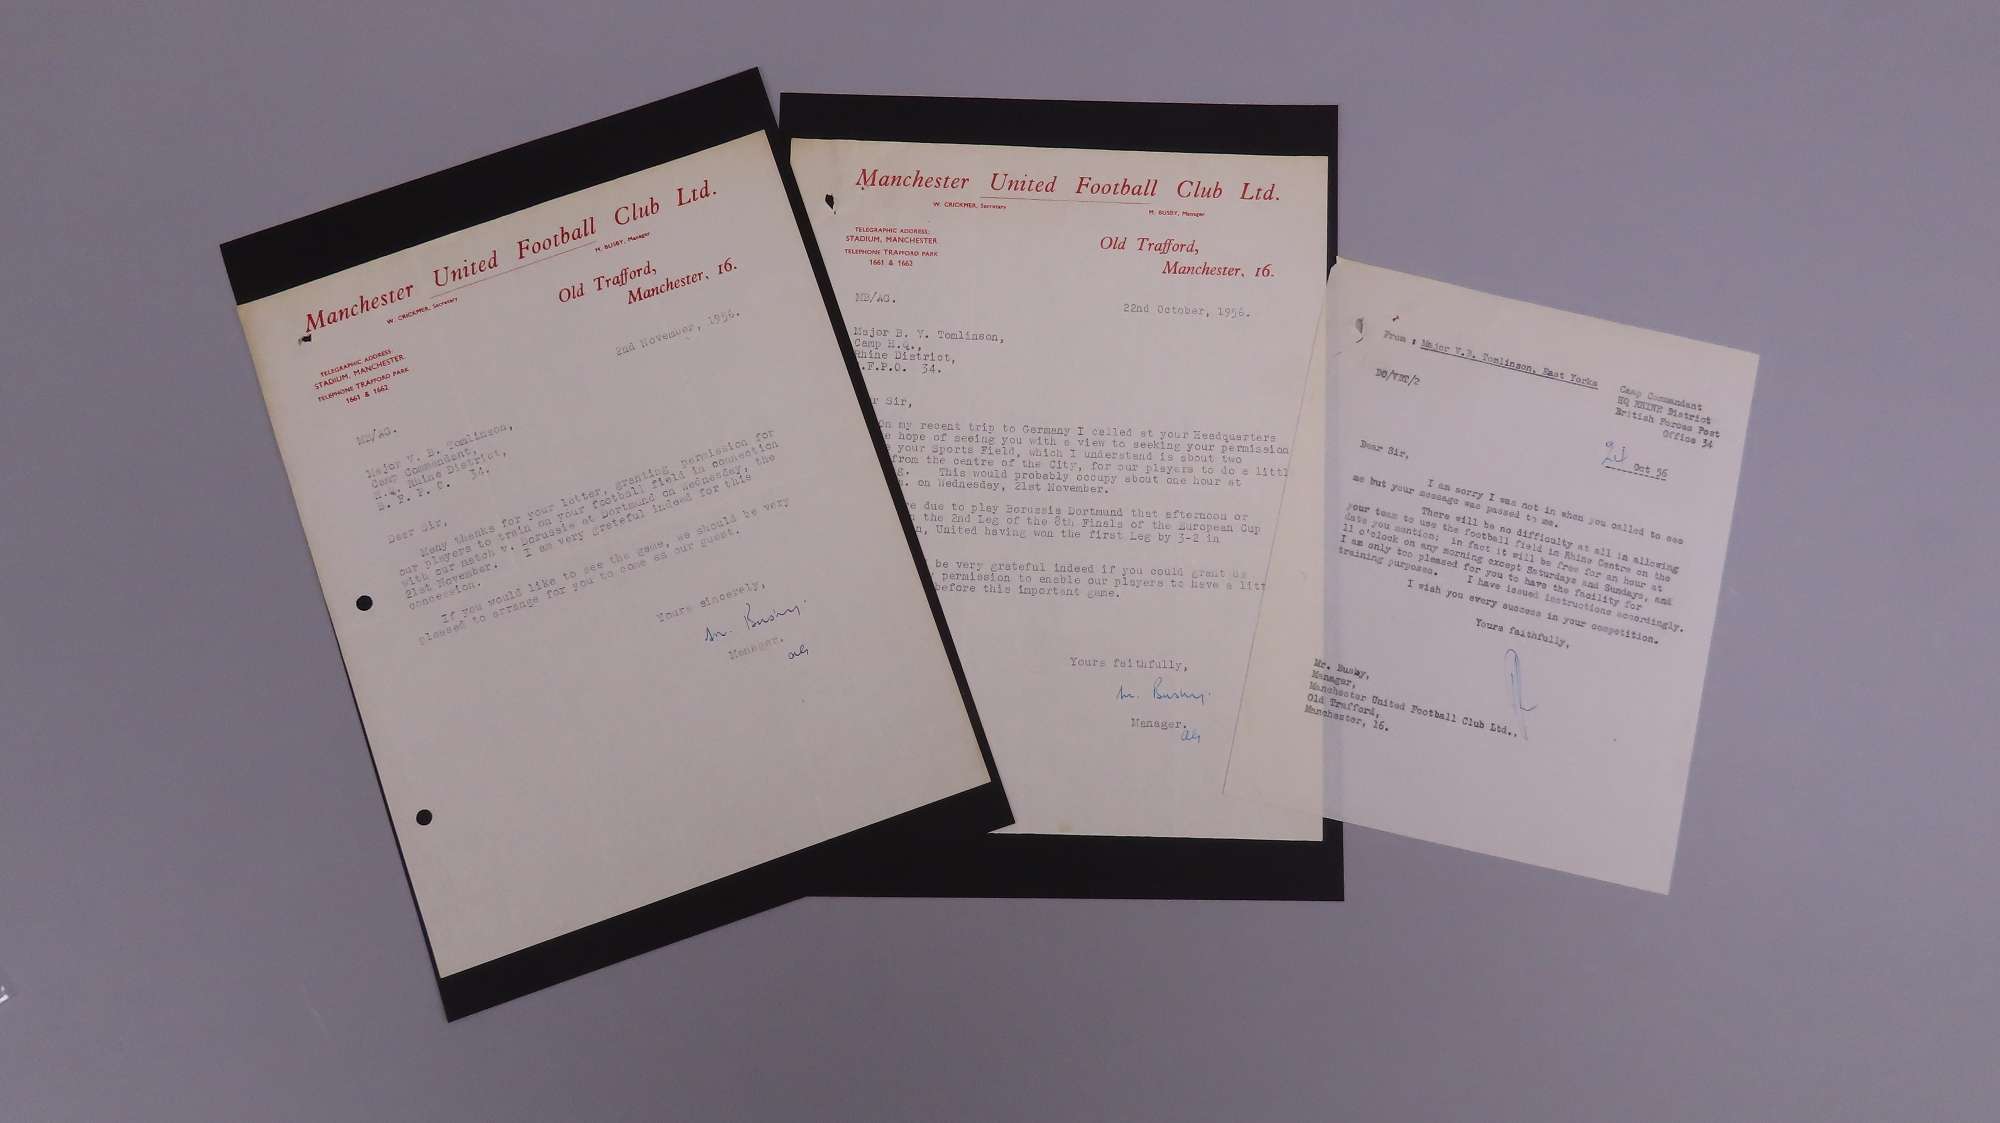 Manchester United Football Club Ltd.
W. CRICKMER, Secretary
M. BUSBY, Manager
TELEGRAPHIC ADDRESS:
STADIUM, MANCHESTER
TELEPHONE TRAFFORD PARK
1661 & 1662
Old Trafford,
Manchester, 16.
MB/AG.
2nd November, 1956.
Major V. B. Tomlinson,
Camp Commandant,
H.Q. Rhine District,
B. F. P. O. 34.
Dear Sir,
Many thanks for your letter, granting permission for
our players to train on your football field in connection
with our match v. Borussia at Dortmund on Wednesday, the
21st November. I am very grateful indeed for this
concession.
If you would like to see the game, we should be very
pleased to arrange for you to come as our guest.
Yours sincerely,
M. Busby.
Manager.
Manchester United Football Club Ltd.
W. CRICKMER, Secretary
M. BUSBY, Manager
TELEGRAPHIC ADDRESS:
STADIUM, MANCHESTER
TELEPHONE TRAFFORD PARK
1661 & 1662
Old Trafford,
Manchester, 16.
MB/AG.
22nd October, 1956.
Major B. V. Tomlinson,
Camp H.Q.,
Rhine District,
.F.P.O. 34.
r Sir,
On my recent trip to Germany I called at your Headquarters
hope of seeing you with a view to seeking your permission
your Sports Field, which I understand is about two
from the centre of the City, for our players to do a littl
g. This would probably occupy about one hour at
. on Wednesday, 21st November.
e due to play Borussia Dortmund that afternoon or
the 2nd Leg of the 8th Finals of the European Cup
n, United having won the first Leg by 3-2 in
be very grateful indeed if you could grant us
permission to enable our players to have a litt
before this important game.
Yours faithfully,
M. Busby.
Manager.
From : Major V.B. Tomlinson, East Yorks
DO/VBT/2
Camp Commandant
HQ RHINE District
British Forces Post
Office 34
Oct 56
Dear Sir,
I am sorry I was not in when you called to see
me but your message was passed to me.
There will be no difficulty at all in allowing
your team to use the football field in Rhine Centre on the
date you mention; in fact it will be free for an hour at
11 o'clock on any morning except Saturdays and Sundays, and
I am only too pleased for you to have the facility for
training purposes. I have issued instructions accordingly.
I wish you every success in your competition.
Yours faithfully,
Mr. Busby,
Manager,
Manchester United Football Club Ltd.,
Old Trafford,
Manchester, 16.